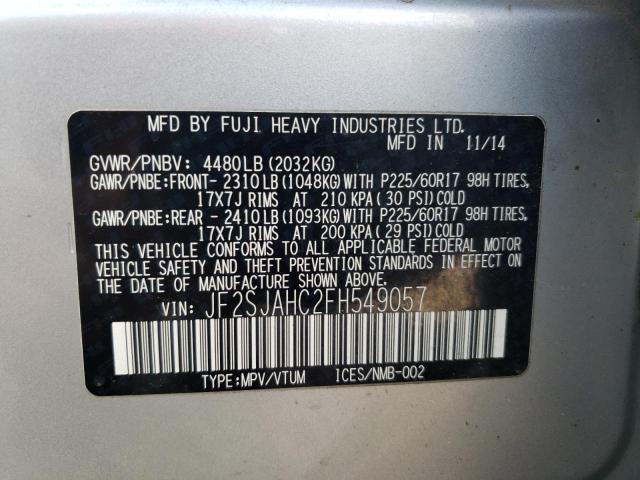 MFD BY FUJI HEAVY INDUSTRIES LTD.
MFD IN 11/14
GVWR/PNBV: 4480LB (2032KG)
GAWR/PNBE:FRONT- 2310LB (1048KG) WITH P225/60R17 98H TIRES,
17X7J RIMS AT 210 KPA ( 30 PSI) COLD
GAWR/PNBE:REAR - 2410LB (1093KG) WITH P225/60R17 98H TIRES,
17X7J RIMS AT 200 KPA ( 29 PSI) COLD
THIS VEHICLE CONFORMS TO ALL APPLICABLE FEDERAL MOTOR
VEHICLE SAFETY AND THEFT PREVENTION STANDARDS IN EFFECT
ON THE DATE OF MANUFACTURE SHOWN ABOVE.
VIN: JF2SJAHC2FH549057
TYPE:MPV/VTUM ICES/NMB-002